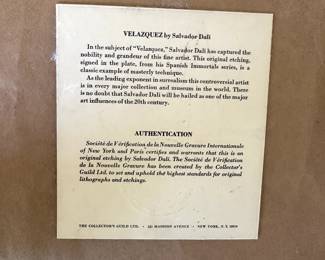 VELAZQUEZ by Salvador Dali
In the subject of "Velazquez," Salvador Dali has captured the
nobility and grandeur of this fine artist. This original etching,
signed in the plate, from his Spanish Immortals series, is a
classic example of masterly technique.
As the leading exponent in surrealism this controversial artist
is in every major collection and museum in the world. There is
no doubt that Salvador Dali will be hailed as one of the major
art influences of the 20th century.
AUTHENTICATION
Société de Vérification de la Nouvelle Gravure Internationale
of New York and Paris certifies and warrants that this is an
original etching by Salvador Dali. The Société de Vérification
de la Nouvelle Gravure has been created by the Collector's
Guild Ltd. to set and uphold the highest standards for original
lithographs and etchings.
THE COLLECTOR'S GUILD LTD. • MADISON AVENUE • NEW YORK, N.Y.